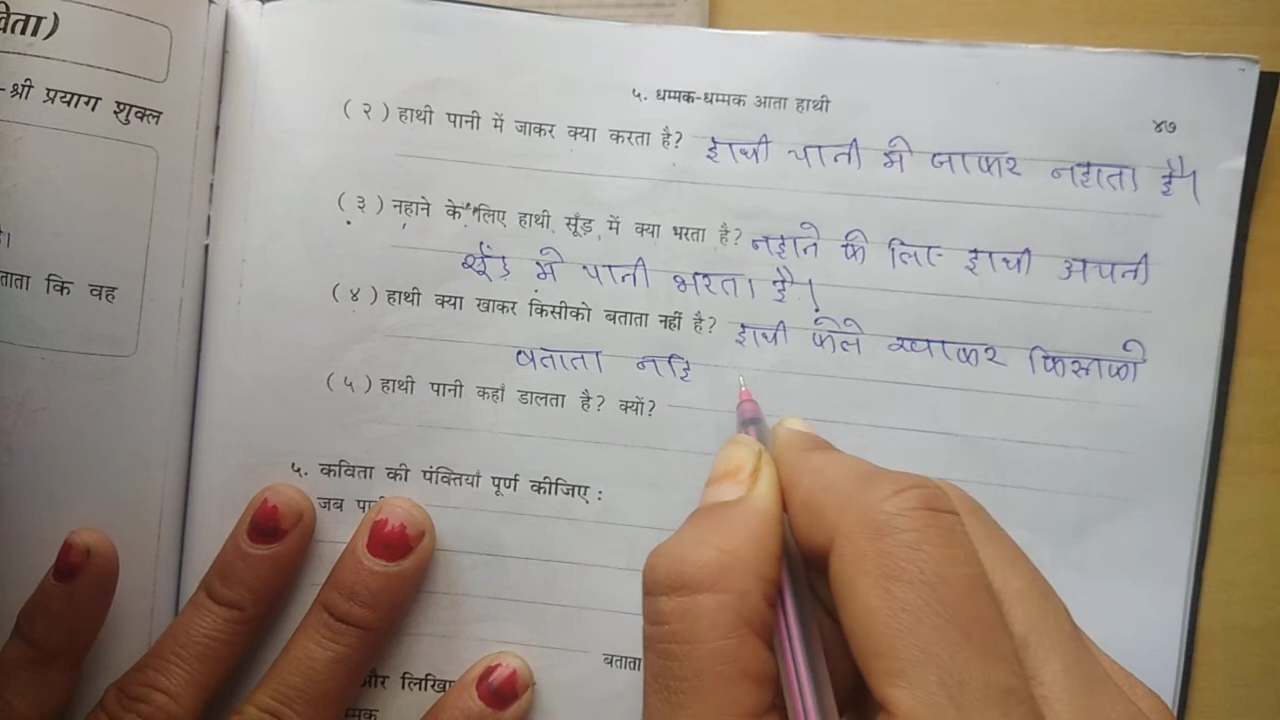 वेता)
-श्री प्रयाग शुक्ल
है।
ताता कि वह
५. धम्मक-धम्मक आता हाथी
४७
(२) हाथी पानी में जाकर क्या करता है? हाथी पानी मे जाकर नहाता है।
(३) नहाने के लिए हाथी सूँड़ में क्या भरता है? नहाने के लिए हाथी अपनी
सूँड मे पानी भरता है।
(४) हाथी क्या खाकर किसीको बताता नहीं है? हाथी केले खाकर किसीको
बताता नहि
(५) हाथी पानी कहाँ डालता है? क्यों?
५. कविता की पंक्तियाँ पूर्ण कीजिए :
जब
बताता
और
म्मक